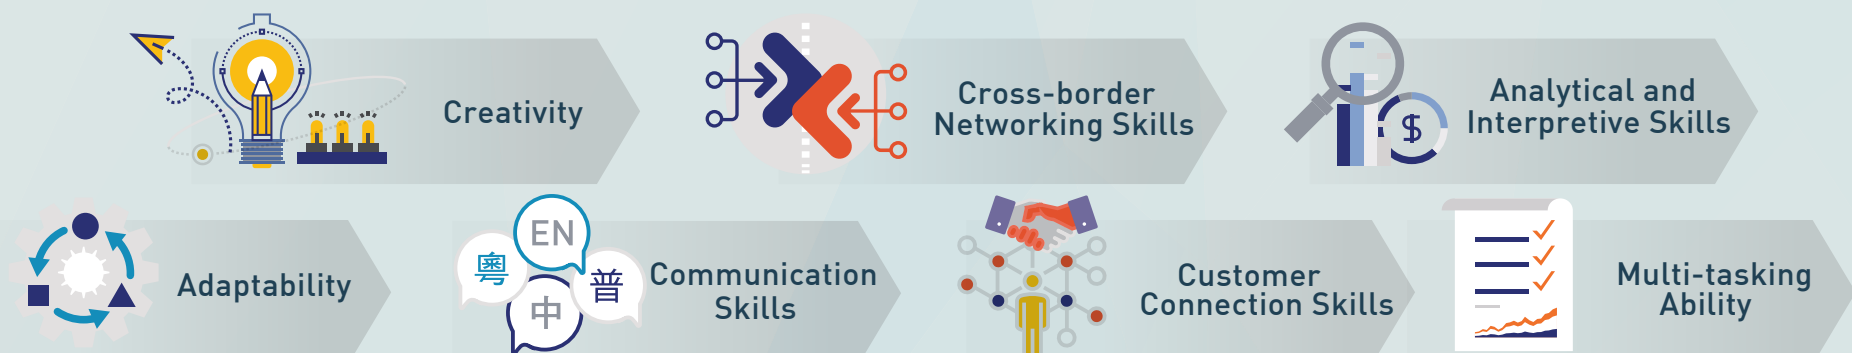 Creativity
Cross-border
Networking Skills
Analytical and
Interpretive Skills
$
Adaptability
EN
粵
普
中
Communication
Skills
Customer
Connection Skills
Multi-tasking
Ability